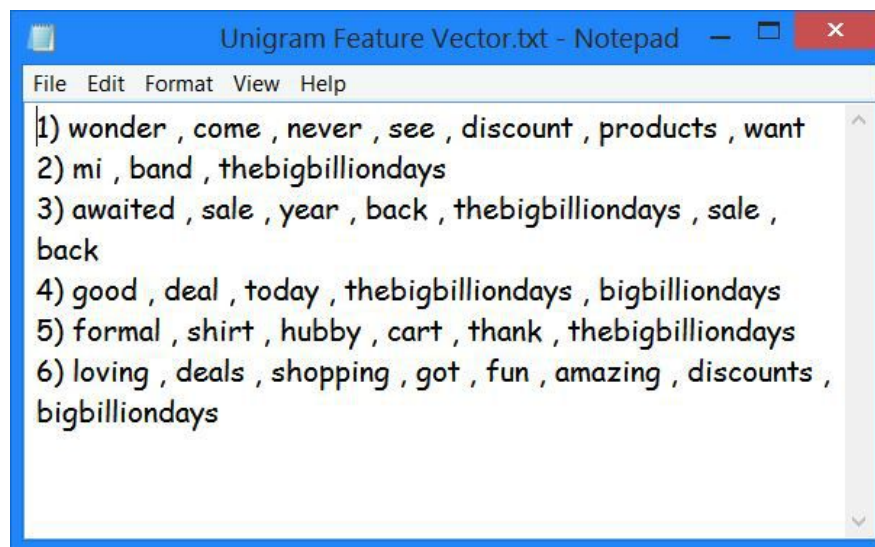 Unigram Feature Vector.txt - Notepad
File Edit Format View Help
1) wonder , come , never , see , discount , products , want
2) mi , band , thebigbilliondays
3) awaited , sale , year , back , thebigbilliondays , sale ,
back
4) good , deal , today , thebigbilliondays , bigbilliondays
5) formal , shirt , hubby , cart , thank , thebigbilliondays
6) loving , deals , shopping , got , fun , amazing , discounts ,
bigbilliondays